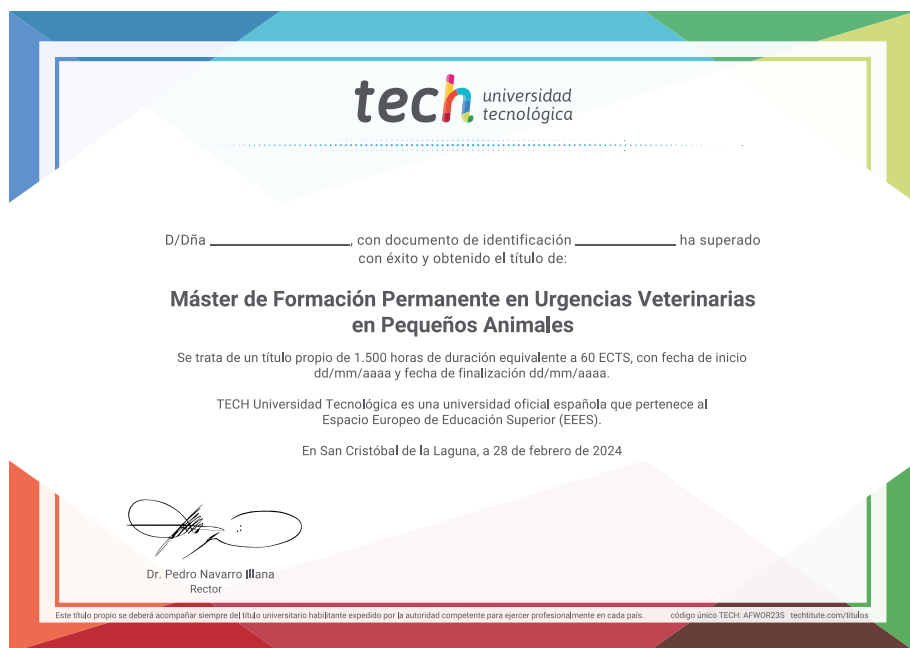 tech universidad
tecnológica
D/Dña ____________________, con documento de identificación ______________ ha superado
con éxito y obtenido el título de:
Máster de Formación Permanente en Urgencias Veterinarias
en Pequeños Animales
Se trata de un título propio de 1.500 horas de duración equivalente a 60 ECTS, con fecha de inicio
dd/mm/aaaa y fecha de finalización dd/mm/aaaa.
TECH Universidad Tecnológica es una universidad oficial española que pertenece al
Espacio Europeo de Educación Superior (EEES).
En San Cristóbal de la Laguna, a 28 de febrero de 2024
Dr. Pedro Navarro Illana
Rector
Este título propio se deberá acompañar siempre del título universitario habilitante expedido por la autoridad competente para ejercer profesionalmente en cada país. código único TECH: AFWOR23S techtitute.com/titulos